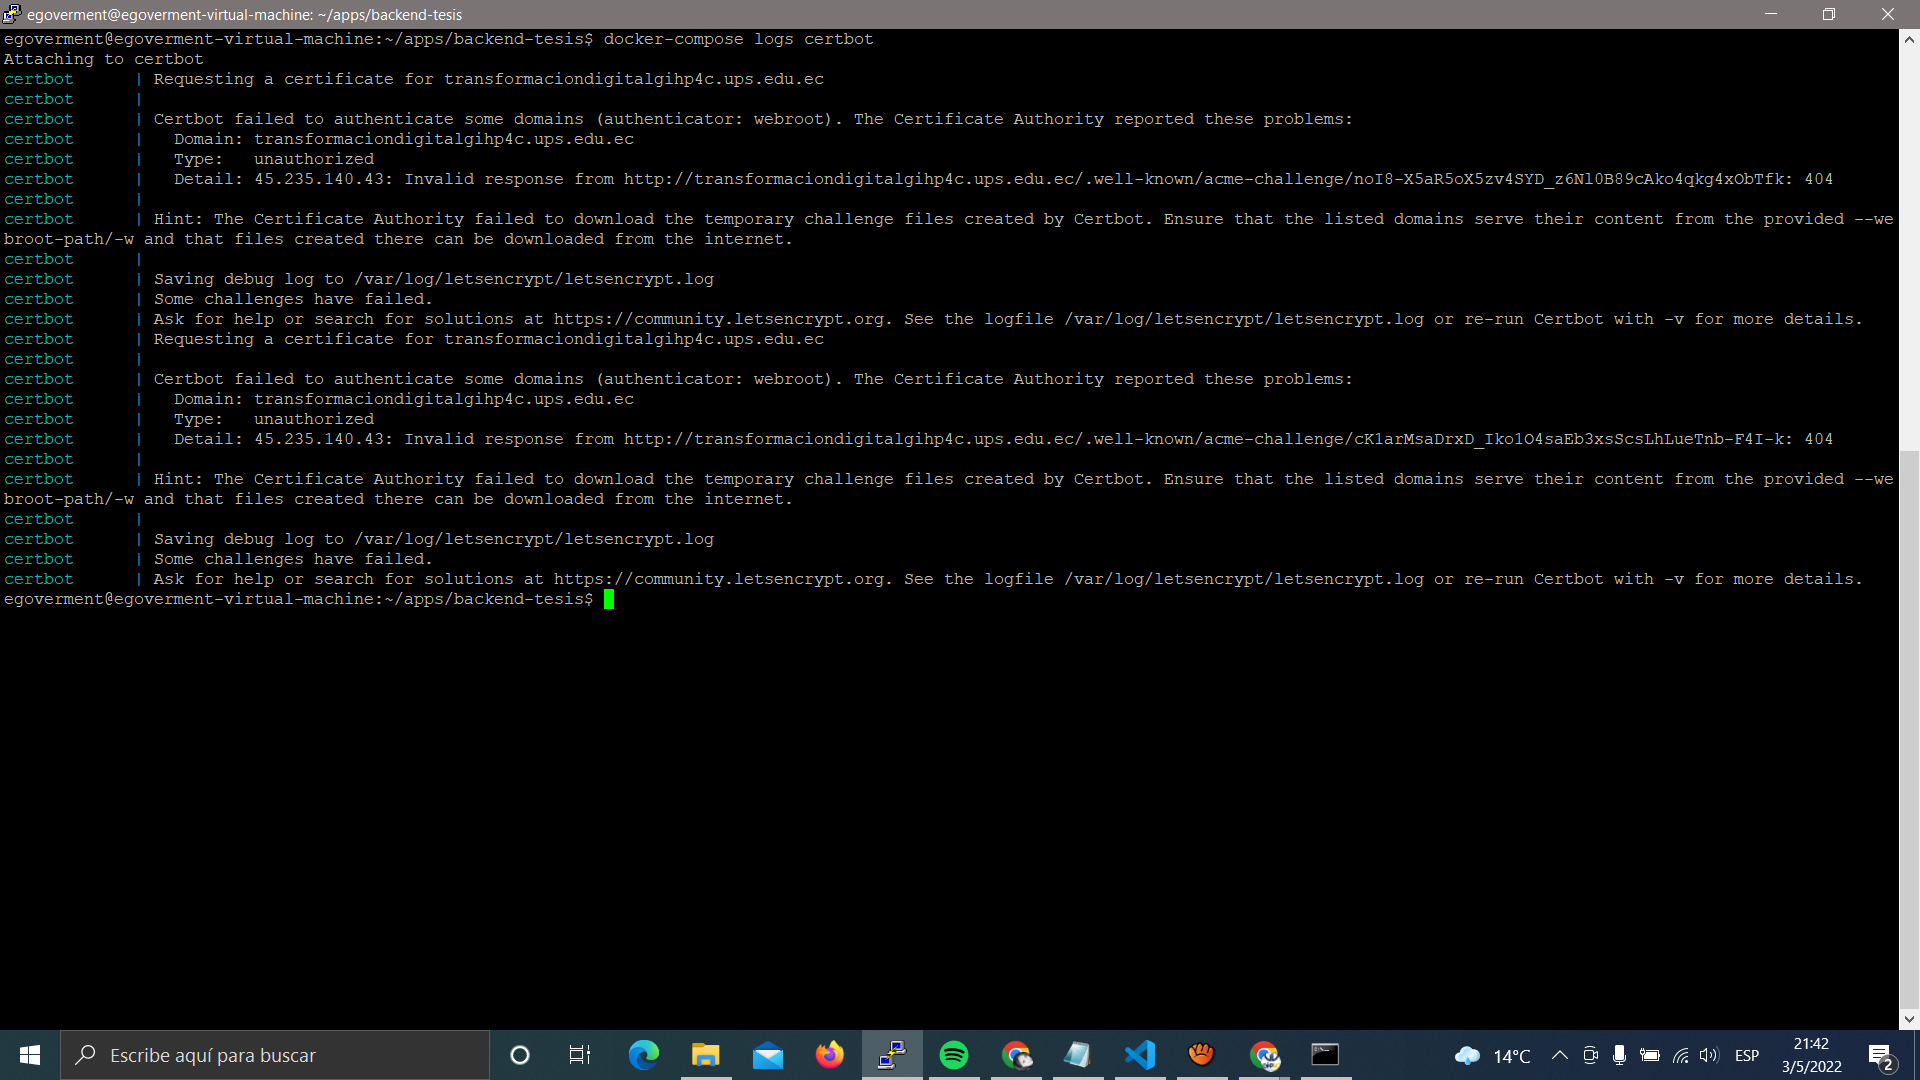 egoverment@egoverment-virtual-machine: ~/apps/backend-tesis
egoverment@egoverment-virtual-machine:~/apps/backend-tesis$ docker-compose logs certbot
Attaching to certbot
certbot | Requesting a certificate for transformaciondigitalgihp4c.ups.edu.ec
certbot |
certbot | Certbot failed to authenticate some domains (authenticator: webroot). The Certificate Authority reported these problems:
certbot | Domain: transformaciondigitalgihp4c.ups.edu.ec
certbot | Type: unauthorized
certbot | Detail: 45.235.140.43: Invalid response from http://transformaciondigitalgihp4c.ups.edu.ec/.well-known/acme-challenge/noI8-X5aR5oX5zv4SYD_z6Nl0B89cAko4qkg4xObTfk: 404
certbot |
certbot | Hint: The Certificate Authority failed to download the temporary challenge files created by Certbot. Ensure that the listed domains serve their content from the provided --we
broot-path/-w and that files created there can be downloaded from the internet.
certbot |
certbot | Saving debug log to /var/log/letsencrypt/letsencrypt.log
certbot | Some challenges have failed.
certbot | Ask for help or search for solutions at https://community.letsencrypt.org. See the logfile /var/log/letsencrypt/letsencrypt.log or re-run Certbot with -v for more details.
certbot | Requesting a certificate for transformaciondigitalgihp4c.ups.edu.ec
certbot |
certbot | Certbot failed to authenticate some domains (authenticator: webroot). The Certificate Authority reported these problems:
certbot | Domain: transformaciondigitalgihp4c.ups.edu.ec
certbot | Type: unauthorized
certbot | Detail: 45.235.140.43: Invalid response from http://transformaciondigitalgihp4c.ups.edu.ec/.well-known/acme-challenge/cK1arMsaDrxD_Iko1O4saEb3xsScsLhLueTnb-F4I-k: 404
certbot |
certbot | Hint: The Certificate Authority failed to download the temporary challenge files created by Certbot. Ensure that the listed domains serve their content from the provided --we
broot-path/-w and that files created there can be downloaded from the internet.
certbot |
certbot | Saving debug log to /var/log/letsencrypt/letsencrypt.log
certbot | Some challenges have failed.
certbot | Ask for help or search for solutions at https://community.letsencrypt.org. See the logfile /var/log/letsencrypt/letsencrypt.log or re-run Certbot with -v for more details.
egoverment@egoverment-virtual-machine:~/apps/backend-tesis$
Escribe aquí para buscar
14°C
ESP
21:42
3/5/2022
2